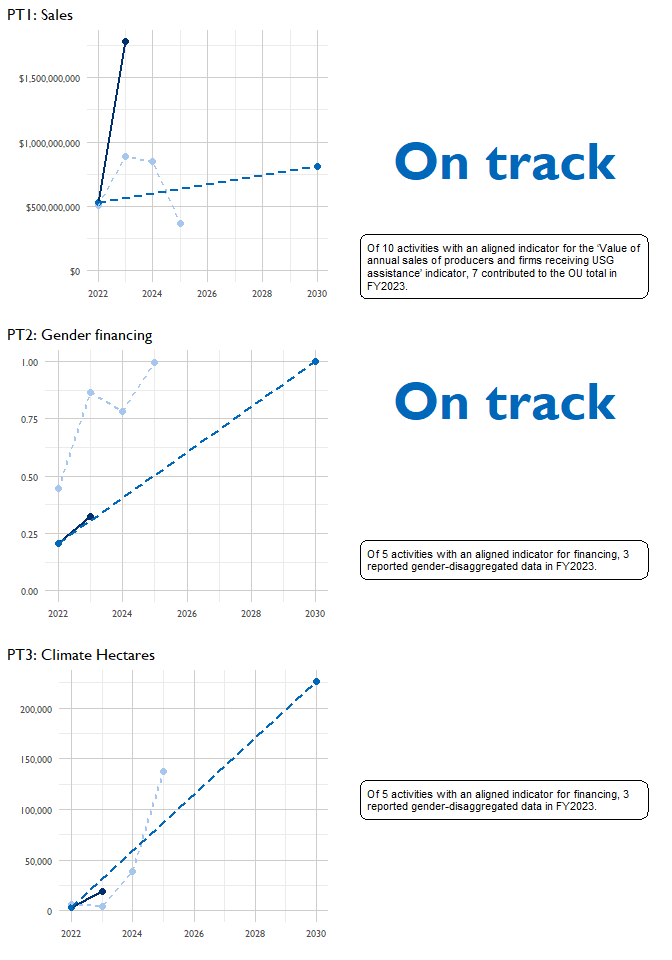 PT1: Sales
$1,500,000,000
$1,000,000,000
$500,000,000
$0
2022 2024 2026 2028 2030
On track
Of 10 activities with an aligned indicator for the 'Value of
annual sales of producers and firms receiving USG
assistance' indicator, 7 contributed to the OU total in
FY2023.
PT2: Gender financing
1.00
0.75
0.50
0.25
0.00
2022 2024 2026 2028 2030
On track
Of 5 activities with an aligned indicator for financing, 3
reported gender-disaggregated data in FY2023.
PT3: Climate Hectares
200,000
150,000
100,000
50,000
0
2022 2024 2026 2028 2030
Of 5 activities with an aligned indicator for financing, 3
reported gender-disaggregated data in FY2023.